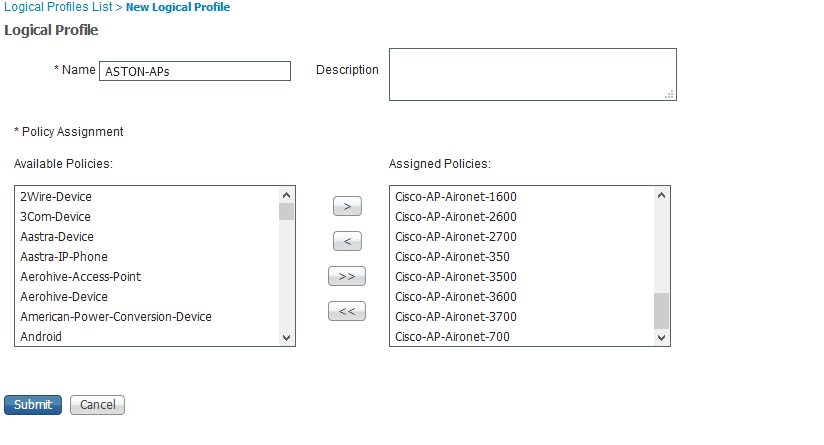 Logical Profiles List > New Logical Profile
Logical Profile
* Name ASTON-APs Description
* Policy Assignment
Available Policies: Assigned Policies:
2Wire-Device
3Com-Device
Aastra-Device
Aastra-IP-Phone
Aerohive-Access-Point
Aerohive-Device
American-Power-Conversion-Device
Android
>
<
>>
<<
Cisco-AP-Aironet-1600
Cisco-AP-Aironet-2600
Cisco-AP-Aironet-2700
Cisco-AP-Aironet-350
Cisco-AP-Aironet-3500
Cisco-AP-Aironet-3600
Cisco-AP-Aironet-3700
Cisco-AP-Aironet-700
Submit Cancel